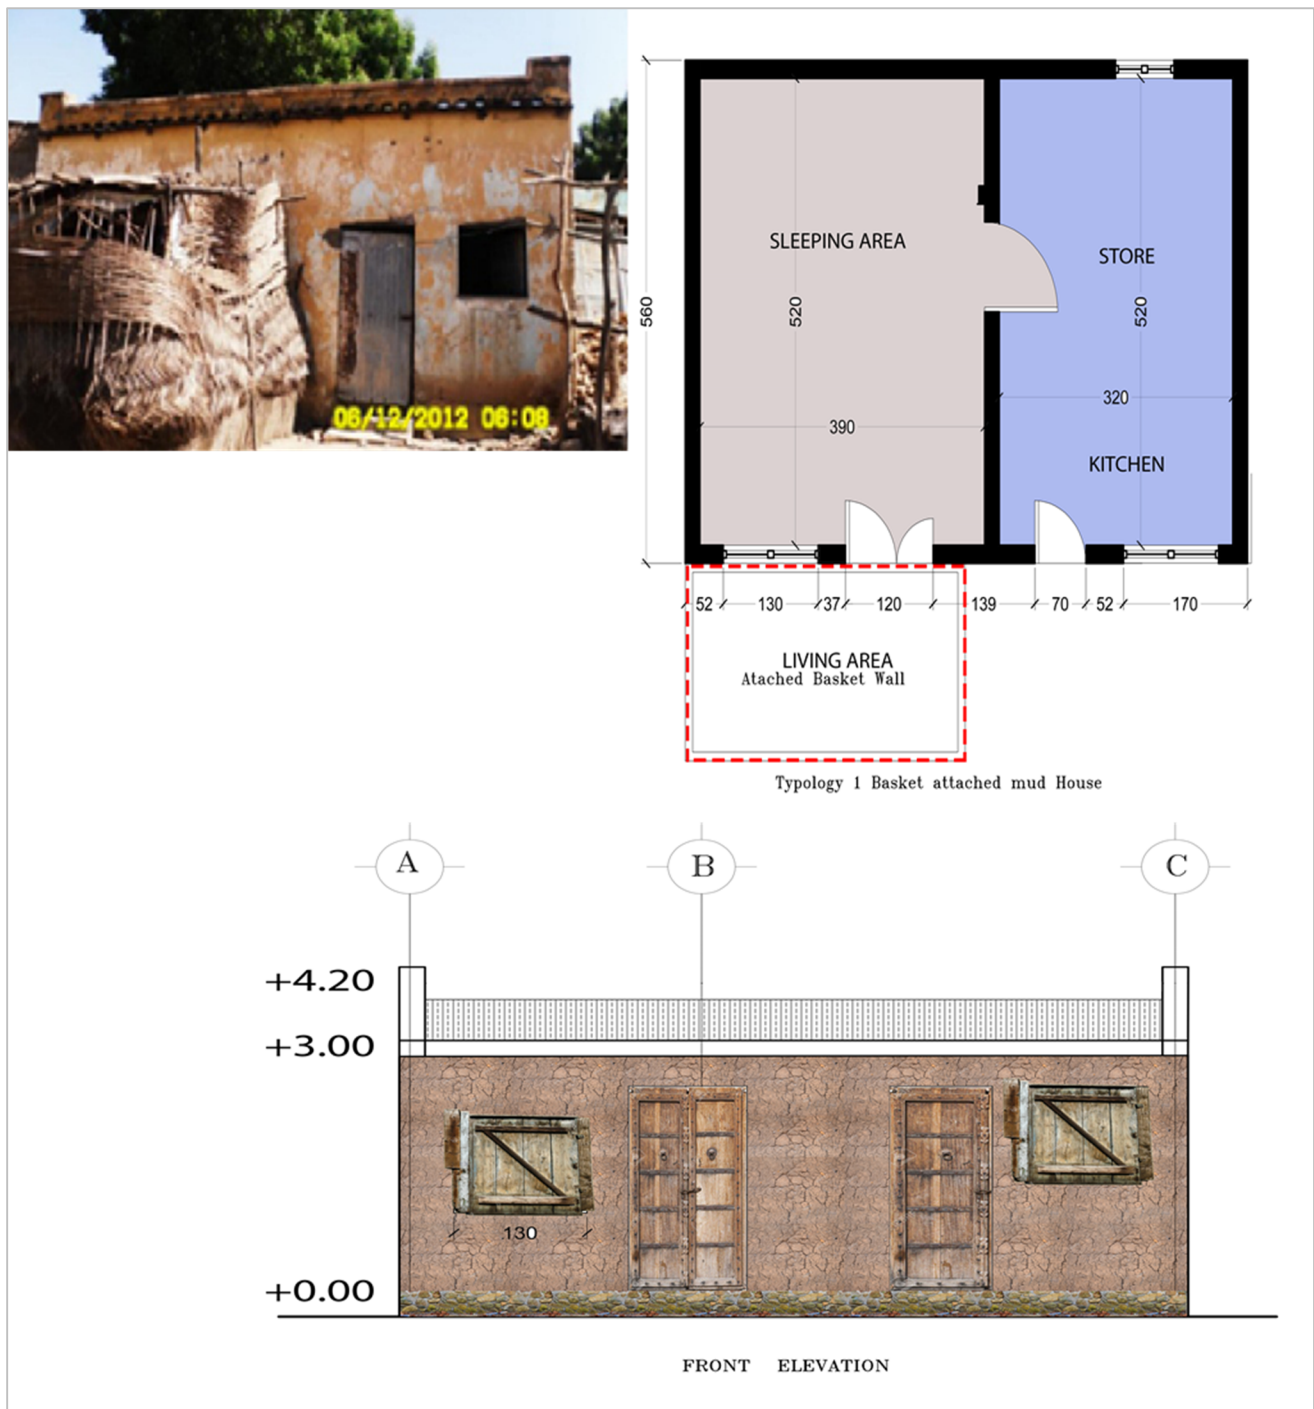 06/12/2012 06:08
SLEEPING AREA
STORE
560
520
520
320
390
KITCHEN
52 130 37 120 139 70 52 170
LIVING AREA
Atached Basket Wall
Typology 1 Basket attached mud House
A B C
+4.20
+3.00
130
+0.00
FRONT ELEVATION